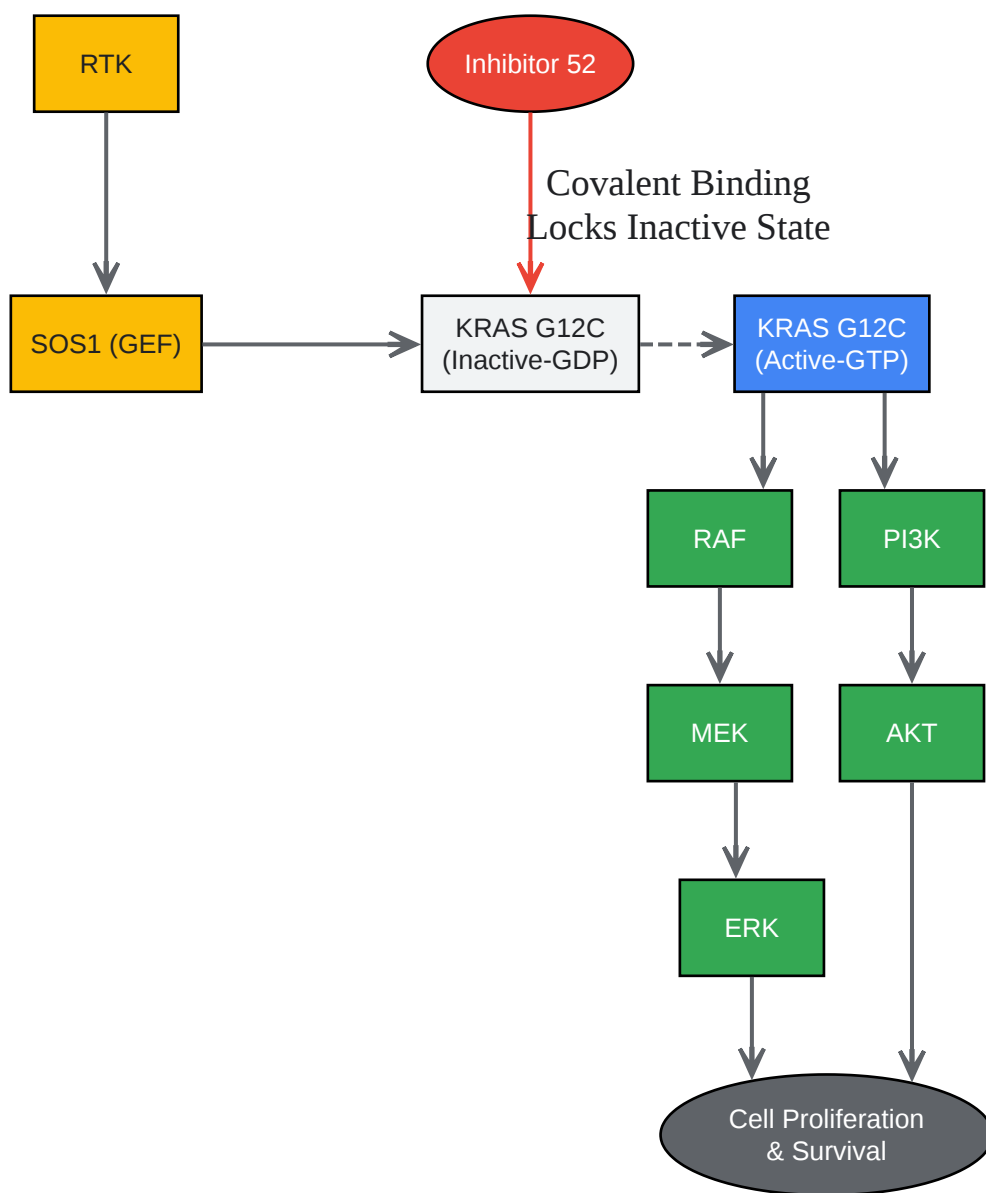 RTK
Inhibitor 52
Covalent Binding
Locks Inactive State
SOS1 (GEF)
KRAS G12C
(Inactive-GDP)
KRAS G12C
(Active-GTP)
RAF
PI3K
MEK
AKT
ERK
Cell Proliferation
& Survival